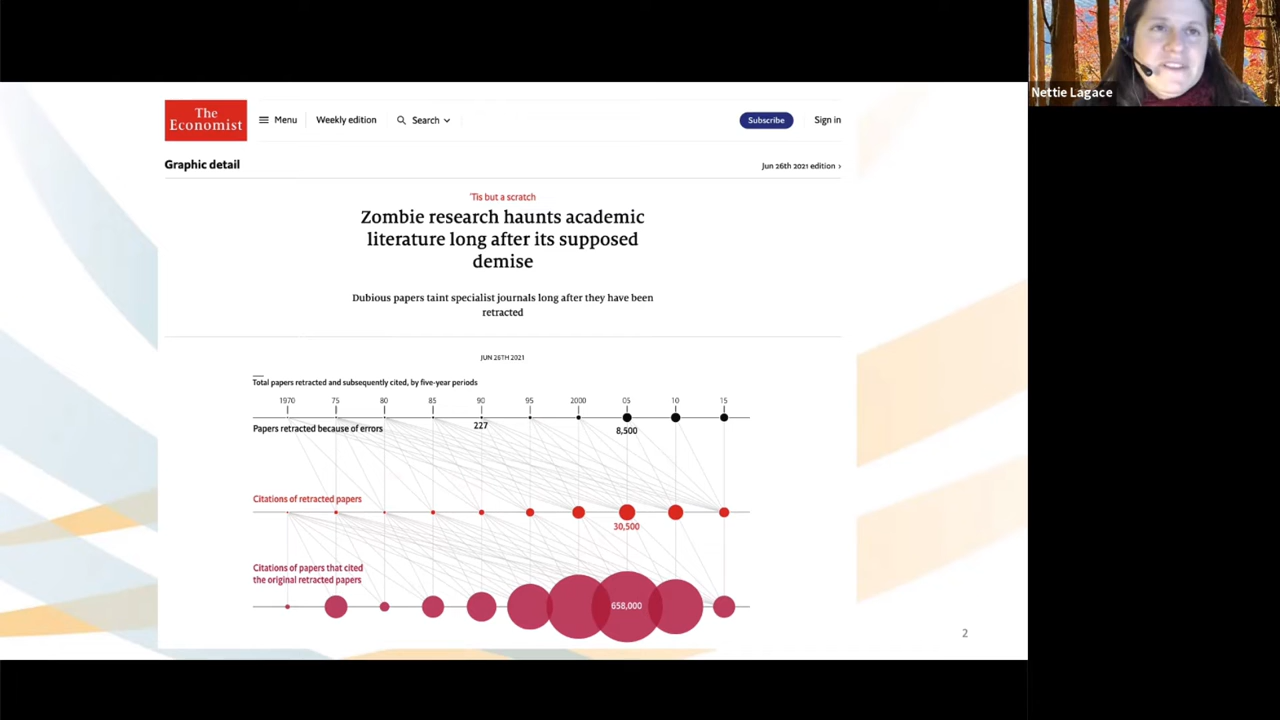 The
Economist
Menu
Weekly edition
Search
Subscribe
Sign in
Nettie Lagace
Graphic detail
Jun 26th 2021 edition ›
'Tis but a scratch
Zombie research haunts academic
literature long after its supposed
demise
Dubious papers taint specialist journals long after they have been
retracted
JUN 26TH 2021
Total papers retracted and subsequently cited, by five-year periods
1970 75 80 85 90 95 2000 05 10 15
Papers retracted because of errors
227
8,500
Citations of retracted papers
30,500
Citations of papers that cited
the original retracted papers
658,000
2